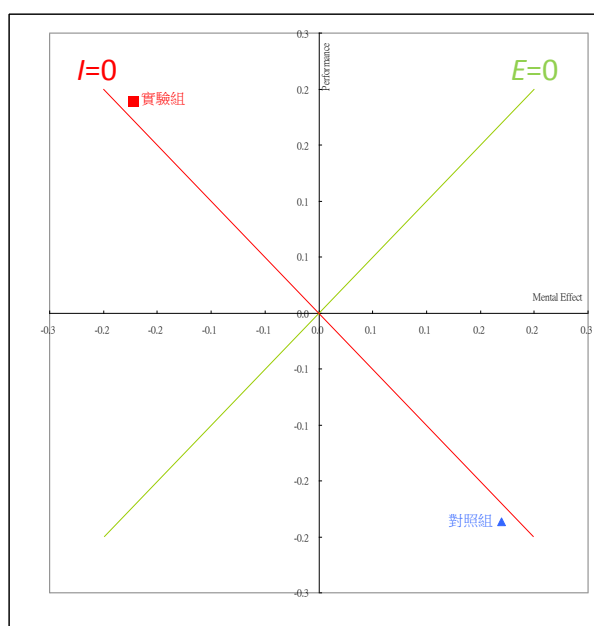 0.3
I=0
E=0
Performance
實驗組
0.2
0.2
0.1
0.1
Mental Effect
0.0
-0.3 -0.2 -0.2 -0.1 -0.1 0.0 0.1 0.1 0.2 0.2 0.3
-0.1
-0.1
-0.2
對照組
-0.2
-0.3